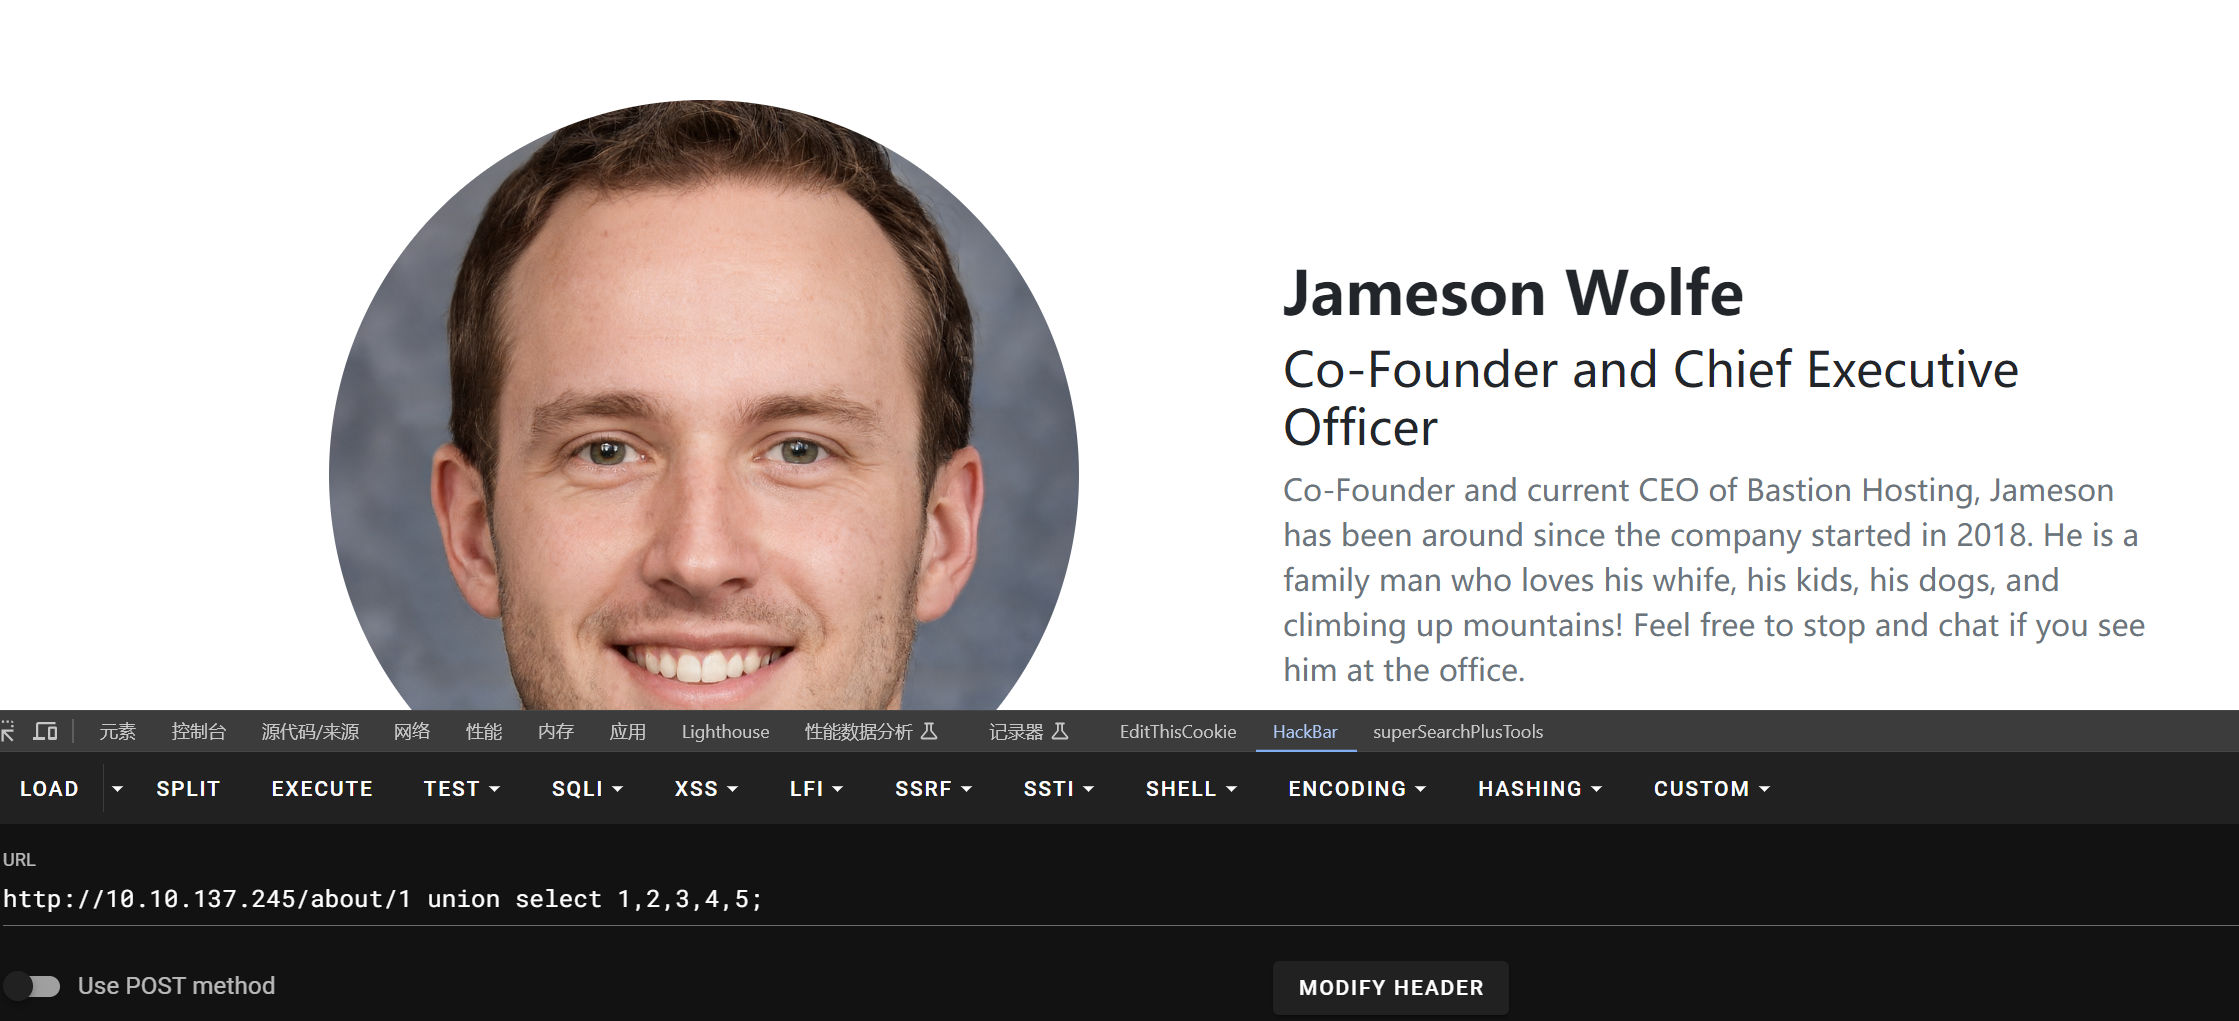 Jameson Wolfe
Co-Founder and Chief Executive
Officer
Co-Founder and current CEO of Bastion Hosting, Jameson
has been around since the company started in 2018. He is a
family man who loves his whife, his kids, his dogs, and
climbing up mountains! Feel free to stop and chat if you see
him at the office.
元素 控制台 源代码/来源 网络 性能 内存 应用 Lighthouse 性能数据分析 记录器 EditThisCookie HackBar superSearchPlusTools
LOAD SPLIT EXECUTE TEST SQLI XSS LFI SSRF SSTI SHELL ENCODING HASHING CUSTOM
URL
http://10.10.137.245/about/1 union select 1,2,3,4,5;
Use POST method MODIFY HEADER